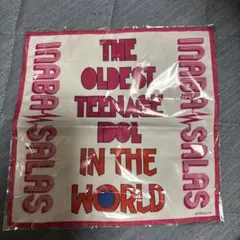 INABA/SALAS
THE
OLDEST
TEENAGE
IDOL
IN THE
WORLD
INABA/SALAS